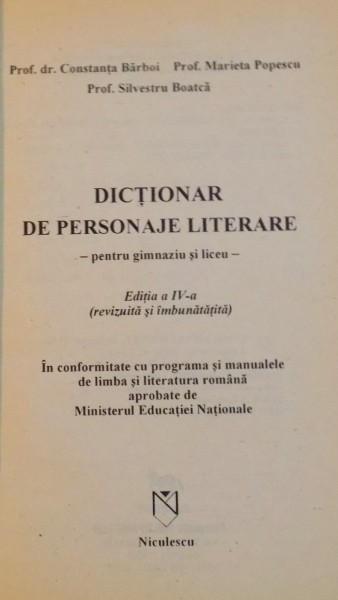 Prof. dr. Constanța Bărboi Prof. Marieta Popescu
Prof. Silvestru Boatcă
DICȚIONAR
DE PERSONAJE LITERARE
– pentru gimnaziu și liceu –
Ediția a IV-a
(revizuită și îmbunătățită)
În conformitate cu programa și manualele
de limba și literatura română
aprobate de
Ministerul Educației Naționale
Niculescu